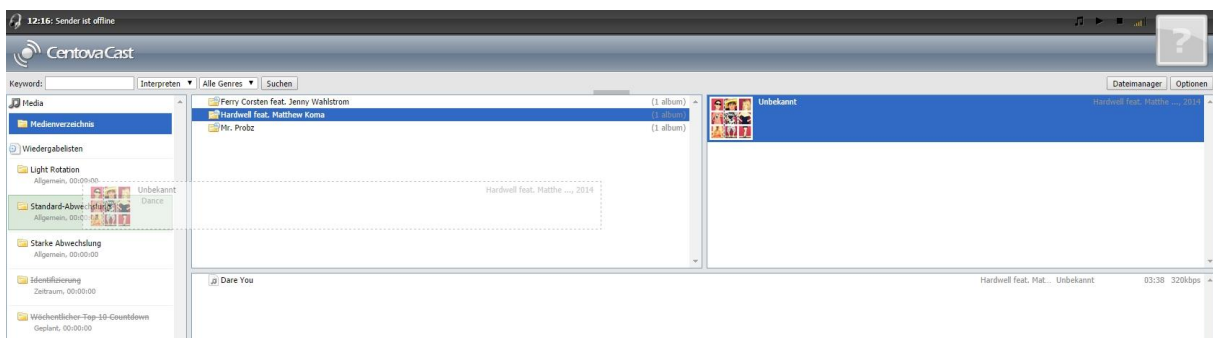 12:16: Sender ist offline
CentovaCast
Keyword: Interpreten Alle Genres Suchen Dateimanager Optionen
Media
Medienverzeichnis
Wiedergabelisten
Light Rotation
Allgemein, 00:00:00
Standard-Abwechslung
Allgemein, 00:0
Starke Abwechslung
Allgemein, 00:00:00
Identifizierung
Zeitraum, 00:00:00
Wöchentlicher Top 10 Countdown
Geplant, 00:00:00
Ferry Corsten feat. Jenny Wahlstrom (1 album)
Hardwell feat. Matthew Koma (1 album)
Mr. Probz (1 album)
Unbekannt Hardwell feat. Matthe ..., 2014
Unbekannt Hardwell feat. Matthe ..., 2014
Dance
Dare You Hardwell feat. Mat... Unbekannt 03:38 320kbps